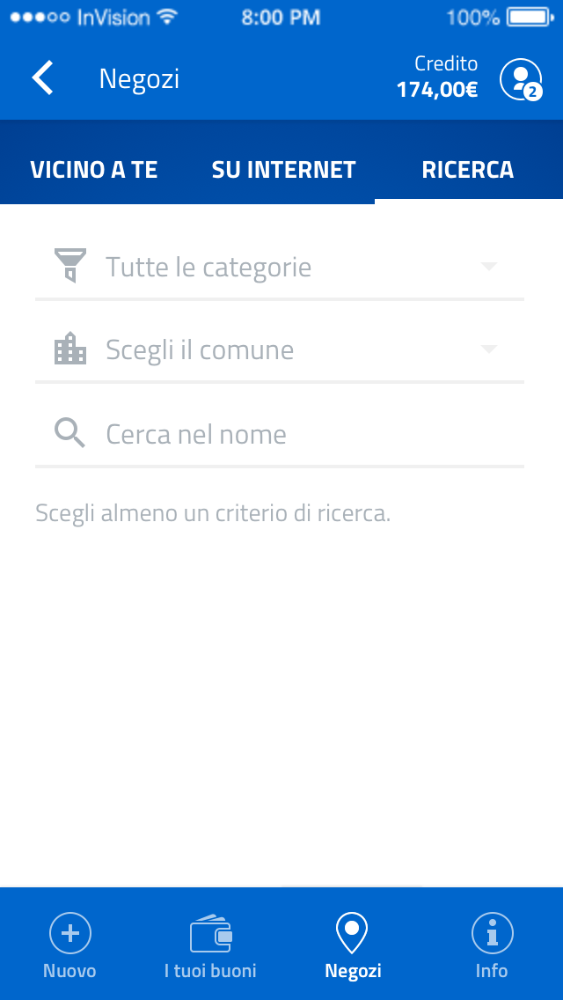 InVision 8:00 PM 100%
Negozi
Credito
174,00€
2
VICINO A TE SU INTERNET RICERCA
Tutte le categorie
Scegli il comune
Cerca nel nome
Scegli almeno un criterio di ricerca.
Nuovo I tuoi buoni Negozi Info